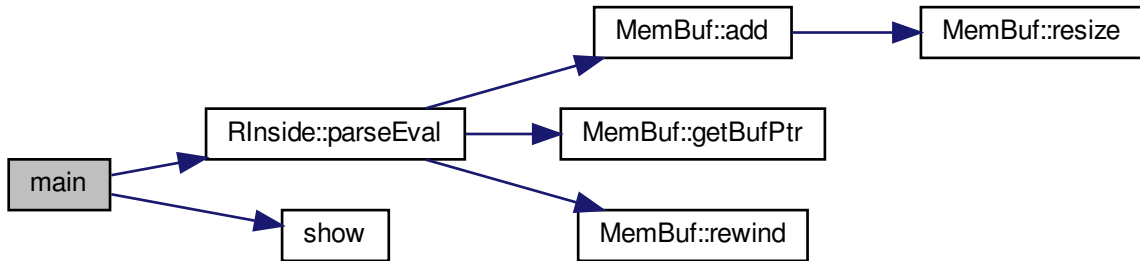 main
RInside::parseEval
show
MemBuf::add
MemBuf::getBufPtr
MemBuf::rewind
MemBuf::resize